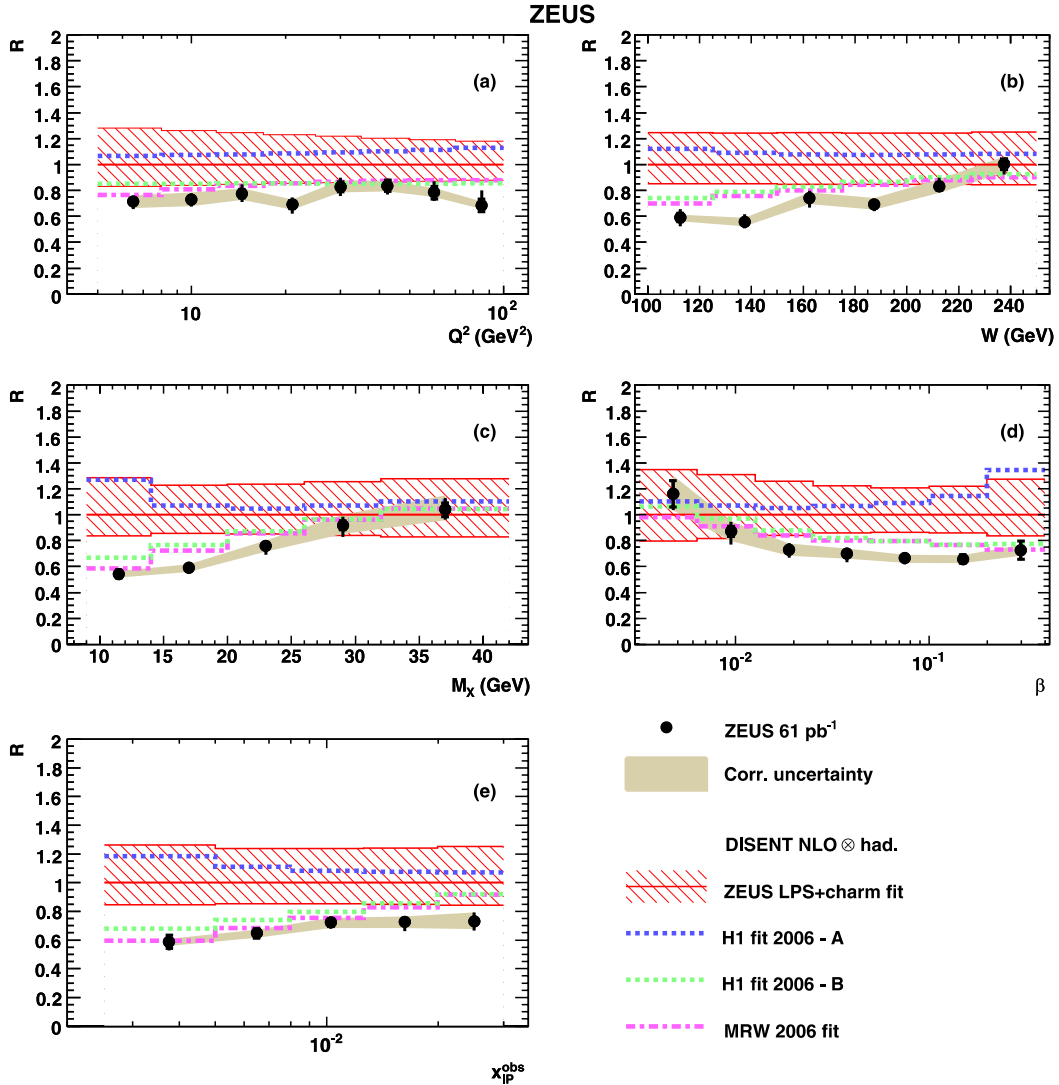 ZEUS
R
2
1.8
1.6
1.4
1.2
1
0.8
0.6
0.4
0.2
0
(a)
10
10²
Q² (GeV²)
R
2
1.8
1.6
1.4
1.2
1
0.8
0.6
0.4
0.2
0
(b)
100 120 140 160 180 200 220 240
W (GeV)
R
2
1.8
1.6
1.4
1.2
1
0.8
0.6
0.4
0.2
0
(c)
10 15 20 25 30 35 40
M_X (GeV)
R
2
1.8
1.6
1.4
1.2
1
0.8
0.6
0.4
0.2
0
(d)
10⁻² 10⁻¹
β
R
2
1.8
1.6
1.4
1.2
1
0.8
0.6
0.4
0.2
0
(e)
10⁻²
x_IP^obs
ZEUS 61 pb⁻¹
Corr. uncertainty
DISENT NLO ⊗ had.
ZEUS LPS+charm fit
H1 fit 2006 - A
H1 fit 2006 - B
MRW 2006 fit